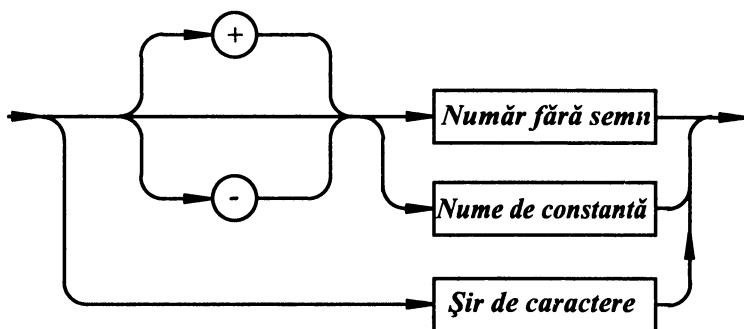 +
Număr fără semn
-
Nume de constantă
Şir de caractere